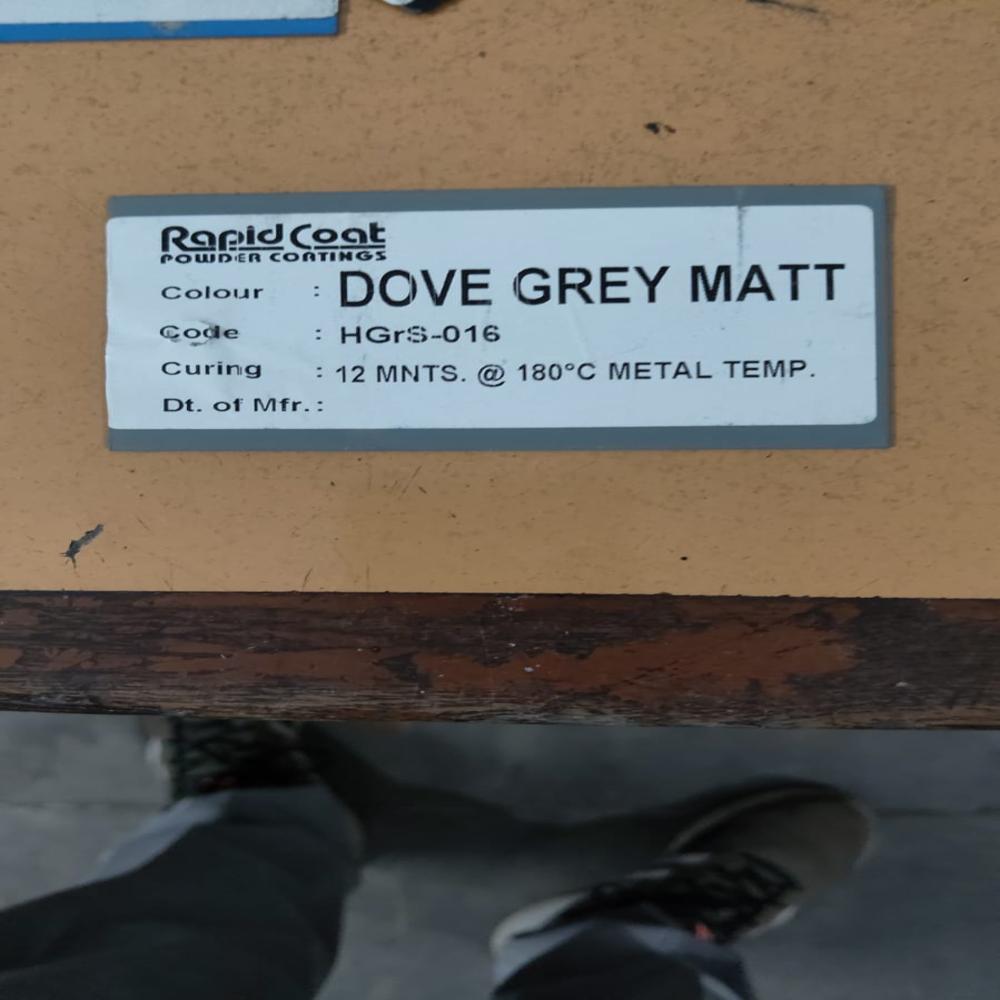 Rapid Coat
POWDER COATINGS
Colour : DOVE GREY MATT
Code : HGrS-016
Curing : 12 MNTS. @ 180°C METAL TEMP.
Dt. of Mfr. :